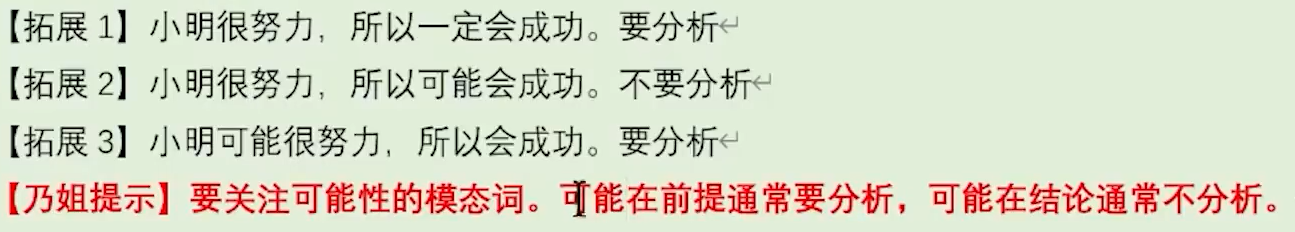 【拓展1】小明很努力，所以一定会成功。要分析↵
【拓展2】小明很努力，所以可能会成功。不要分析↵
【拓展3】小明可能很努力，所以会成功。要分析↵
【乃姐提示】要关注可能性的模态词。可能在前提通常要分析，可能在结论通常不分析。